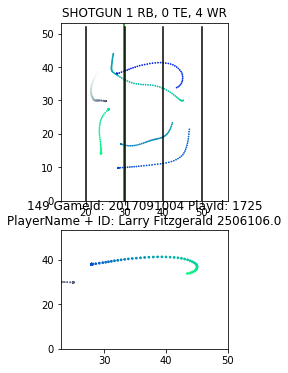 SHOTGUN 1 RB, 0 TE, 4 WR
50
40
30
20
10
0
20 30 40 50
149 GameId: 2017091004 PlayId: 1725
PlayerName + ID: Larry Fitzgerald 2506106.0
40
20
0
30 40 50